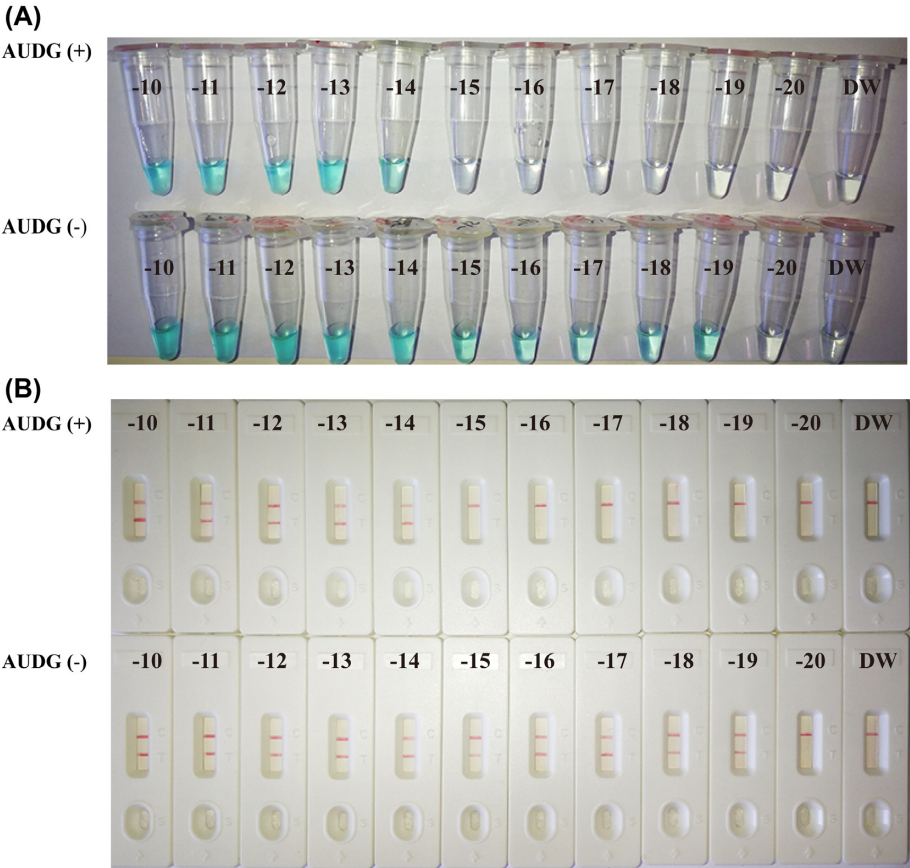 (A)
AUDG (+)
-10 -11 -12 -13 -14 -15 -16 -17 -18 -19 -20 DW
AUDG (-)
-10 -11 -12 -13 -14 -15 -16 -17 -18 -19 -20 DW
(B)
AUDG (+)
-10 -11 -12 -13 -14 -15 -16 -17 -18 -19 -20 DW
C C C C C C C C C C C C
T T T T T T T T T T T T
S S S S S S S S S S S S
AUDG (-)
-10 -11 -12 -13 -14 -15 -16 -17 -18 -19 -20 DW
C C C C C C C C C C C C
T T T T T T T T T T T T
S S S S S S S S S S S S